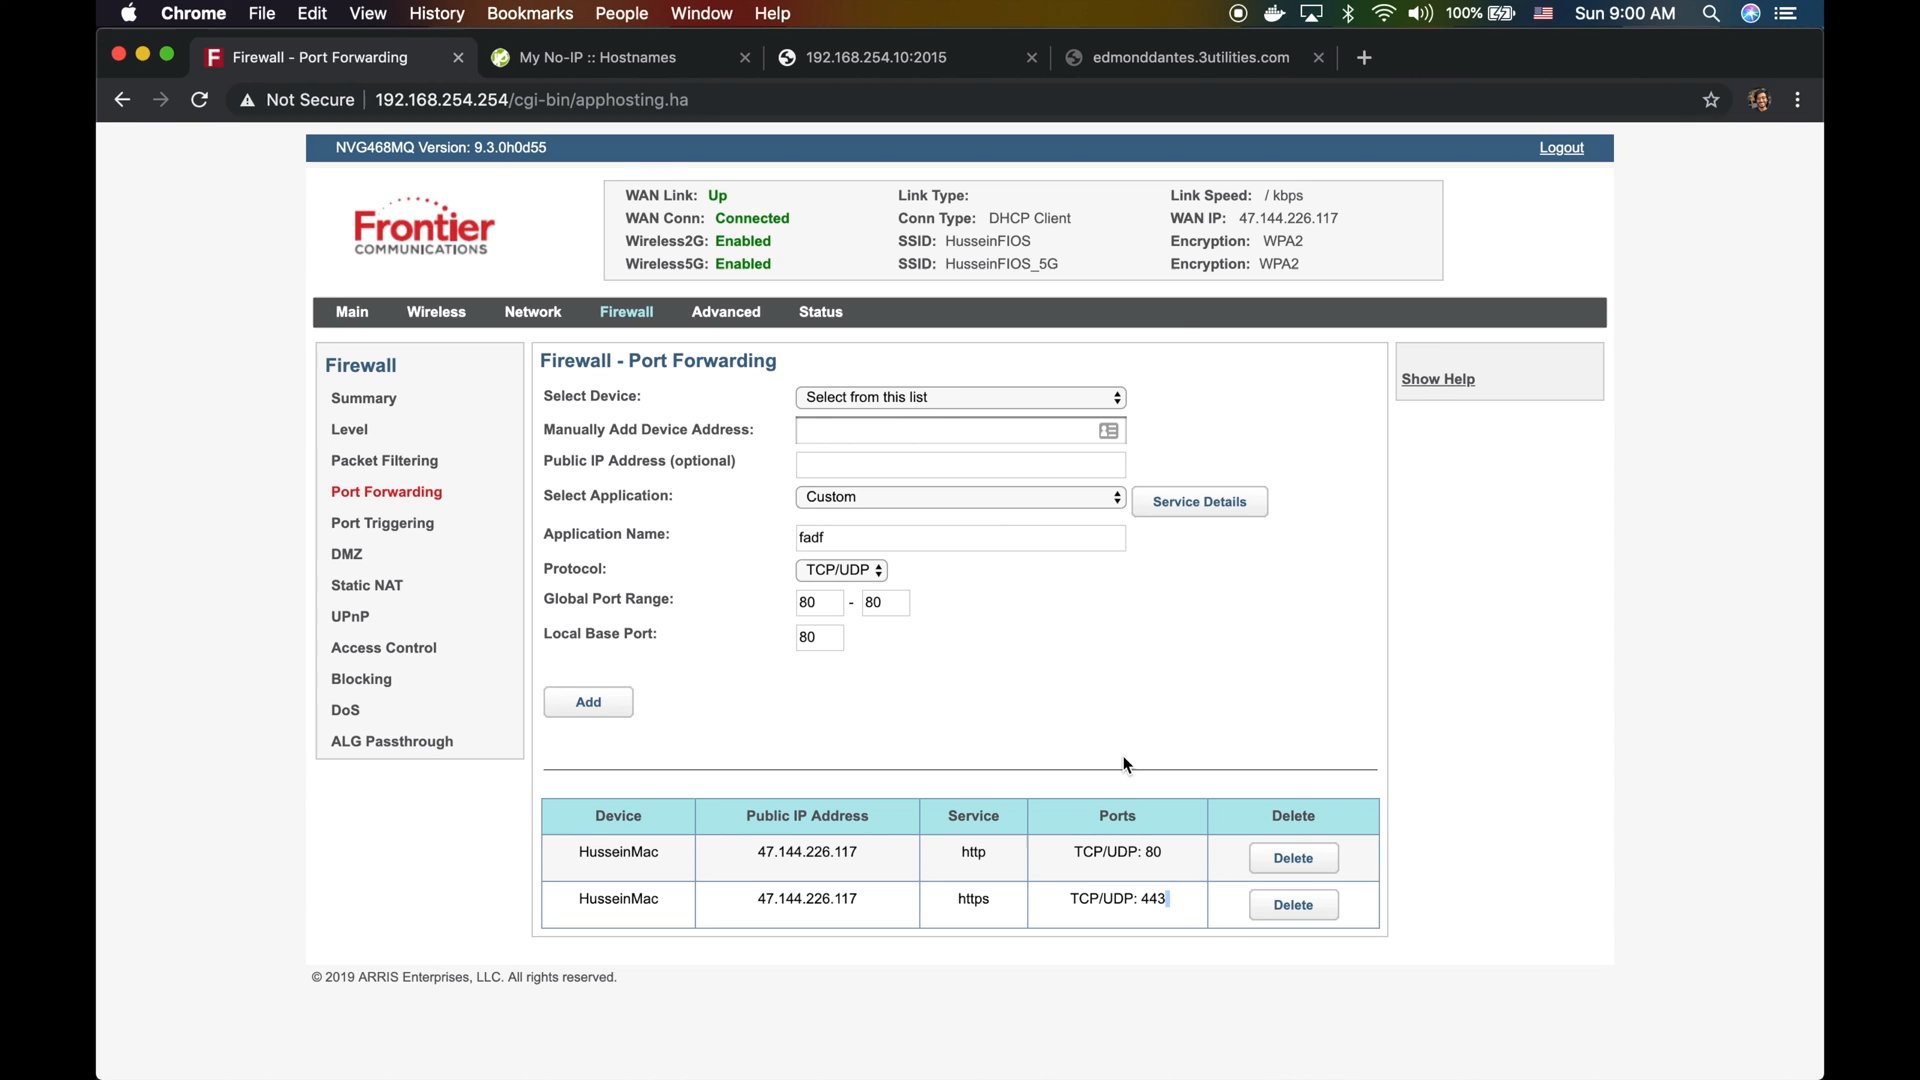 Chrome File Edit View History Bookmarks People Window Help 100% Sun 9:00 AM
Firewall - Port Forwarding My No-IP :: Hostnames 192.168.254.10:2015 edmonddantes.3utilities.com
Not Secure 192.168.254.254/cgi-bin/apphosting.ha
NVG468MQ Version: 9.3.0h0d55 Logout
Frontier
COMMUNICATIONS
WAN Link: Up Link Type: Link Speed: / kbps
WAN Conn: Connected Conn Type: DHCP Client WAN IP: 47.144.226.117
Wireless2G: Enabled SSID: HusseinFIOS Encryption: WPA2
Wireless5G: Enabled SSID: HusseinFIOS_5G Encryption: WPA2
Main Wireless Network Firewall Advanced Status
Firewall
Summary
Level
Packet Filtering
Port Forwarding
Port Triggering
DMZ
Static NAT
UPnP
Access Control
Blocking
DoS
ALG Passthrough
Firewall - Port Forwarding
Select Device: Select from this list
Manually Add Device Address:
Public IP Address (optional)
Select Application: Custom Service Details
Application Name: fadf
Protocol: TCP/UDP
Global Port Range: 80 - 80
Local Base Port: 80
Add
Show Help
Device Public IP Address Service Ports Delete
HusseinMac 47.144.226.117 http TCP/UDP: 80 Delete
HusseinMac 47.144.226.117 https TCP/UDP: 443 Delete
© 2019 ARRIS Enterprises, LLC. All rights reserved.